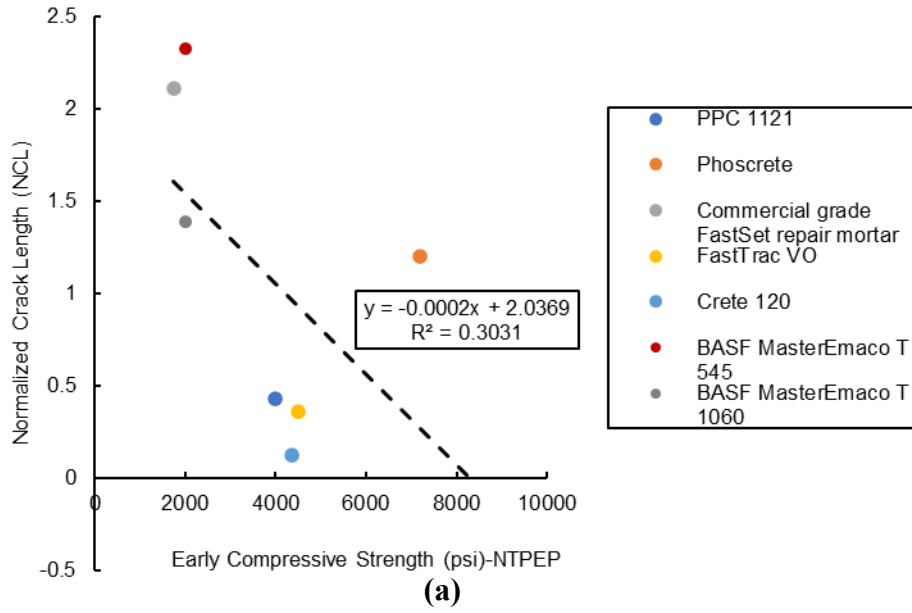 2.5
2
1.5
1
0.5
0
-0.5
0
2000
4000
6000
8000
10000
Normalized Crack Length (NCL)
Early Compressive Strength (psi)-NTPEP
y = -0.0002x + 2.0369
R² = 0.3031
PPC 1121
Phoscrete
Commercial grade
FastSet repair mortar
FastTrac VO
Crete 120
BASF MasterEmaco T
545
BASF MasterEmaco T
1060
(a)